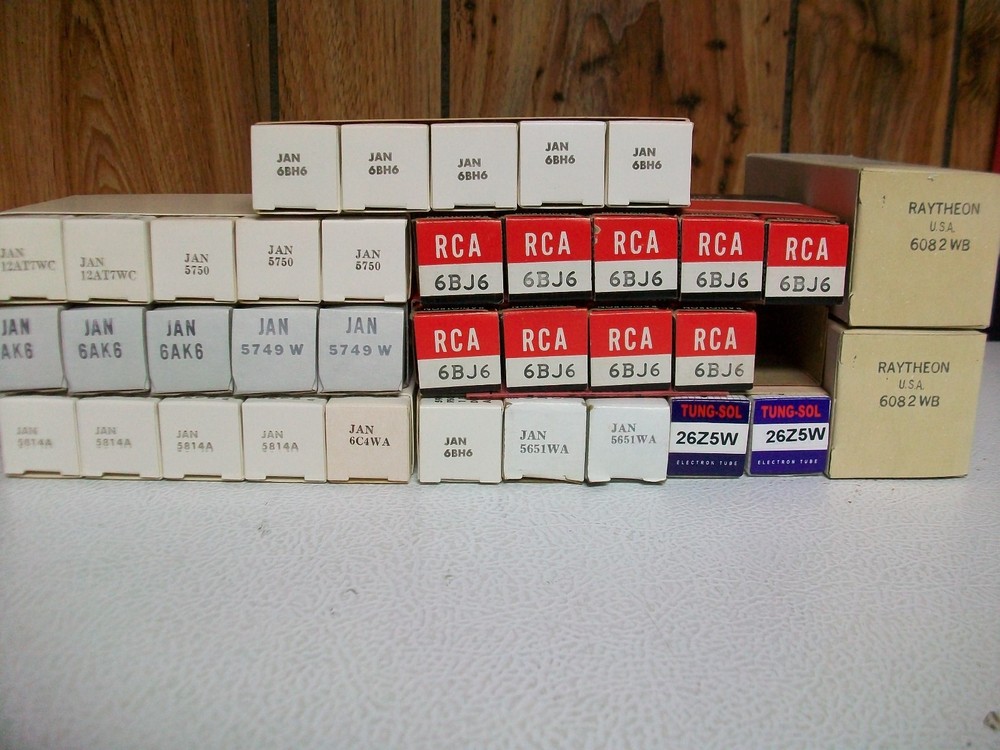 JAN
6BH6
JAN
6BH6
JAN
6BH6
JAN
6BH6
JAN
6BH6
RAYTHEON
U.S.A.
6082WB
JAN
12AT7WC
JAN
12AT7WC
JAN
5750
JAN
5750
JAN
5750
RCA
6BJ6
RCA
6BJ6
RCA
6BJ6
RCA
6BJ6
RCA
6BJ6
JAN
AK6
JAN
6AK6
JAN
6AK6
JAN
5749 W
JAN
5749 W
RCA
6BJ6
RCA
6BJ6
RCA
6BJ6
RCA
6BJ6
RAYTHEON
U.S.A.
6082WB
JAN
5814A
JAN
5814A
JAN
5814A
JAN
5814A
JAN
6C4WA
JAN
6BH6
JAN
5651WA
JAN
5651WA
TUNG-SOL
26Z5W
ELECTRON TUBE
TUNG-SOL
26Z5W
ELECTRON TUBE